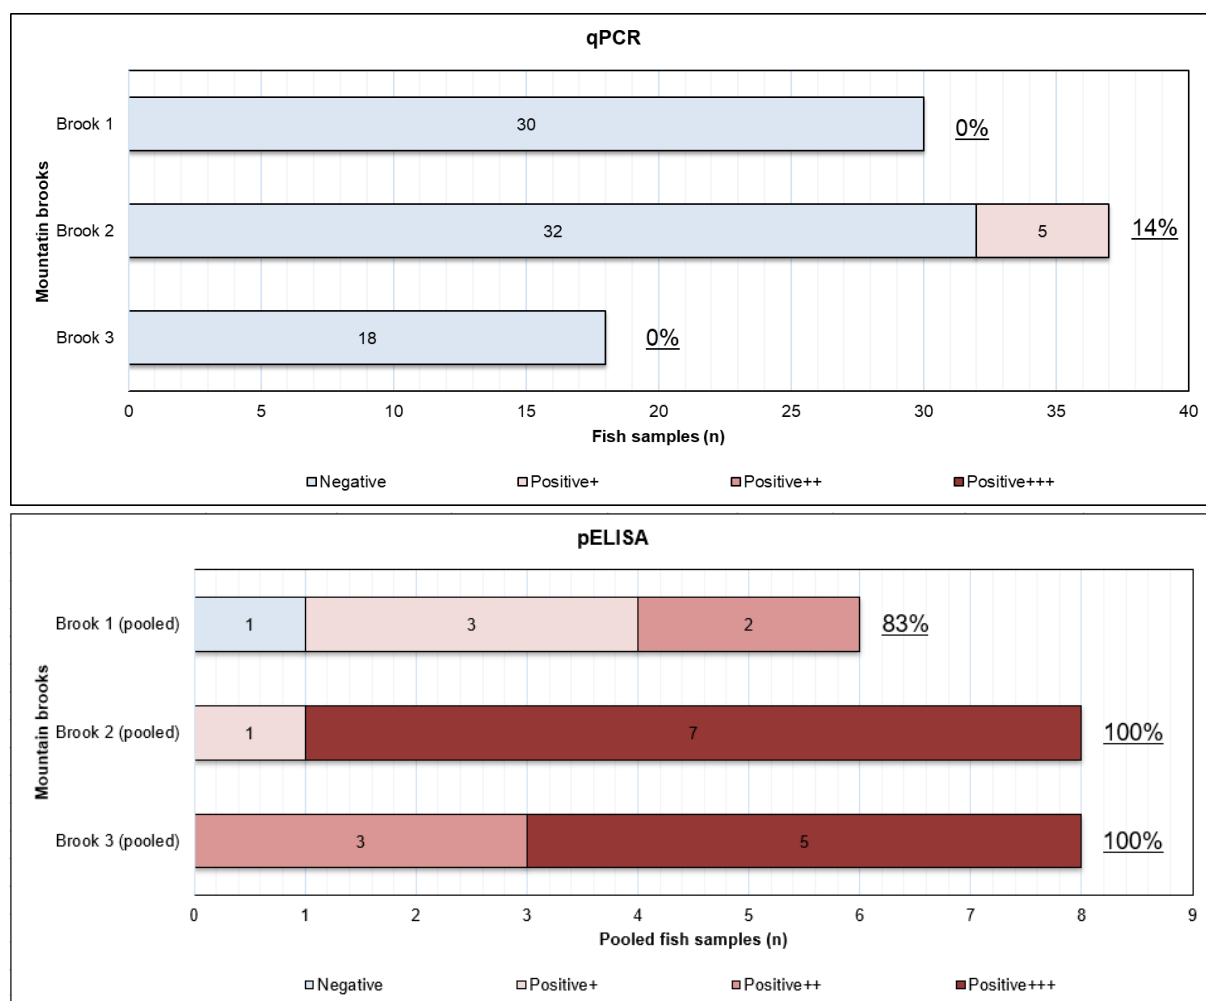 qPCR
Mountatin brooks
Brook 1
30
0%
Brook 2
32
5
14%
Brook 3
18
0%
0 5 10 15 20 25 30 35 40
Fish samples (n)
Negative Positive+ Positive++ Positive+++
pELISA
Mountain brooks
Brook 1 (pooled)
1
3
2
83%
Brook 2 (pooled)
1
7
100%
Brook 3 (pooled)
3
5
100%
0 1 2 3 4 5 6 7 8 9
Pooled fish samples (n)
Negative Positive+ Positive++ Positive+++